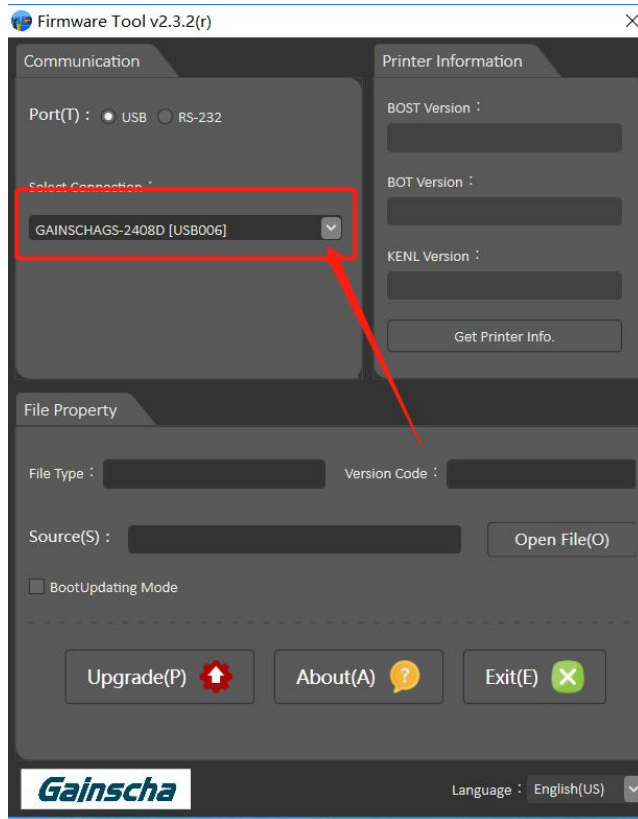 Firmware Tool v2.3.2(r)
Communication
Port(T) : USB RS-232
Select Connection :
GAINSCHAGS-2408D [USB006]
Printer Information
BOST Version :
BOT Version :
KENL Version :
Get Printer Info.
File Property
File Type :
Version Code :
Source(S) :
Open File(O)
BootUpdating Mode
Upgrade(P)
About(A)
?
Exit(E)
Gainscha
Language : English(US)